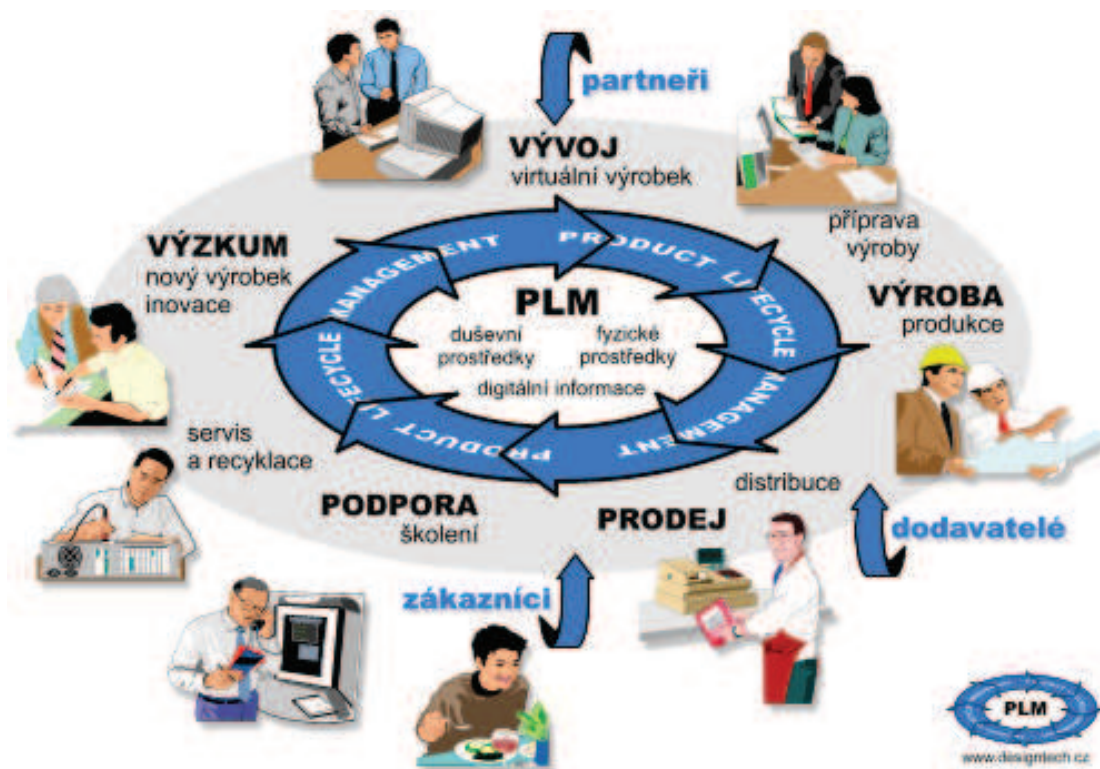 partneři
VÝVOJ
virtuální výrobek
příprava
výroby
VÝZKUM
nový výrobek
inovace
PRODUCT LIFECYCLE MANAGEMENT
PRODUCT LIFECYCLE MANAGEMENT
PLM
duševní
prostředky
fyzické
prostředky
digitální informace
VÝROBA
produkce
servis
a recyklace
distribuce
PODPORA
školení
PRODEJ
dodavatelé
zákazníci
PLM
www.designtech.cz